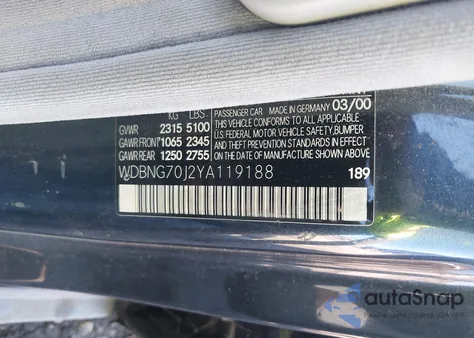 KG LBS
PASSENGER CAR MADE IN GERMANY 03/00
GVWR 2315 5100
GAWR FRONT 1065 2345
GAWR REAR 1250 2755
THIS VEHICLE CONFORMS TO ALL APPLICABLE
U.S FEDERAL MOTOR VEHICLE SAFETY, BUMPER
AND THEFT PREVENTION STANDARDS IN EFFECT
ON THE DATE OF MANUFACTURE SHOWN ABOVE
WDBNG70J2YA119188 189
autoSnap